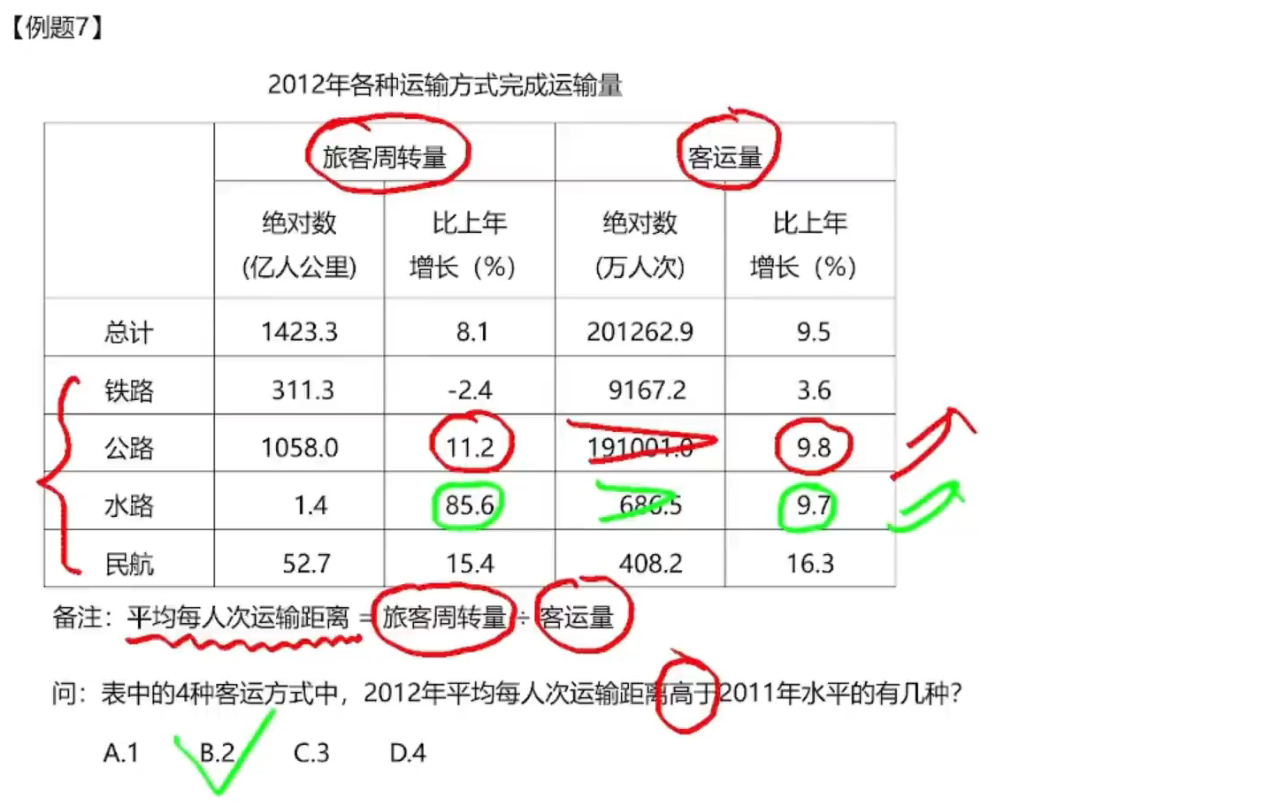 【例题7】
2012年各种运输方式完成运输量
旅客周转量 客运量
绝对数 比上年 绝对数 比上年
(亿人公里) 增长（%） (万人次) 增长（%）
总计 1423.3 8.1 201262.9 9.5
铁路 311.3 -2.4 9167.2 3.6
公路 1058.0 11.2 191001.0 9.8
水路 1.4 85.6 686.5 9.7
民航 52.7 15.4 408.2 16.3
备注：平均每人次运输距离 = 旅客周转量 ÷ 客运量
问：表中的4种客运方式中，2012年平均每人次运输距离高于2011年水平的有几种？
A.1 B.2 C.3 D.4